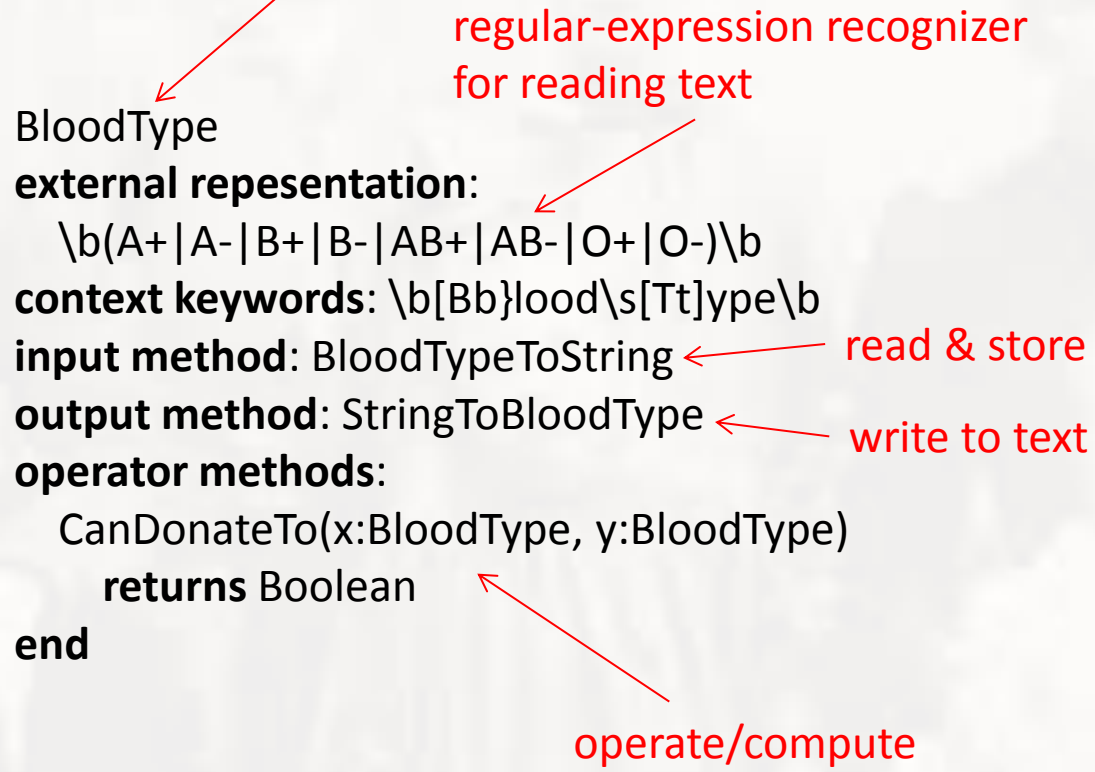 regular-expression recognizer
for reading text
BloodType
external repesentation:
\b(A+|A-|B+|B-|AB+|AB-|O+|O-)\b
context keywords: \b[Bb}lood\s[Tt]ype\b
input method: BloodTypeToString
read & store
output method: StringToBloodType
write to text
operator methods:
CanDonateTo(x:BloodType, y:BloodType)
returns Boolean
end
operate/compute